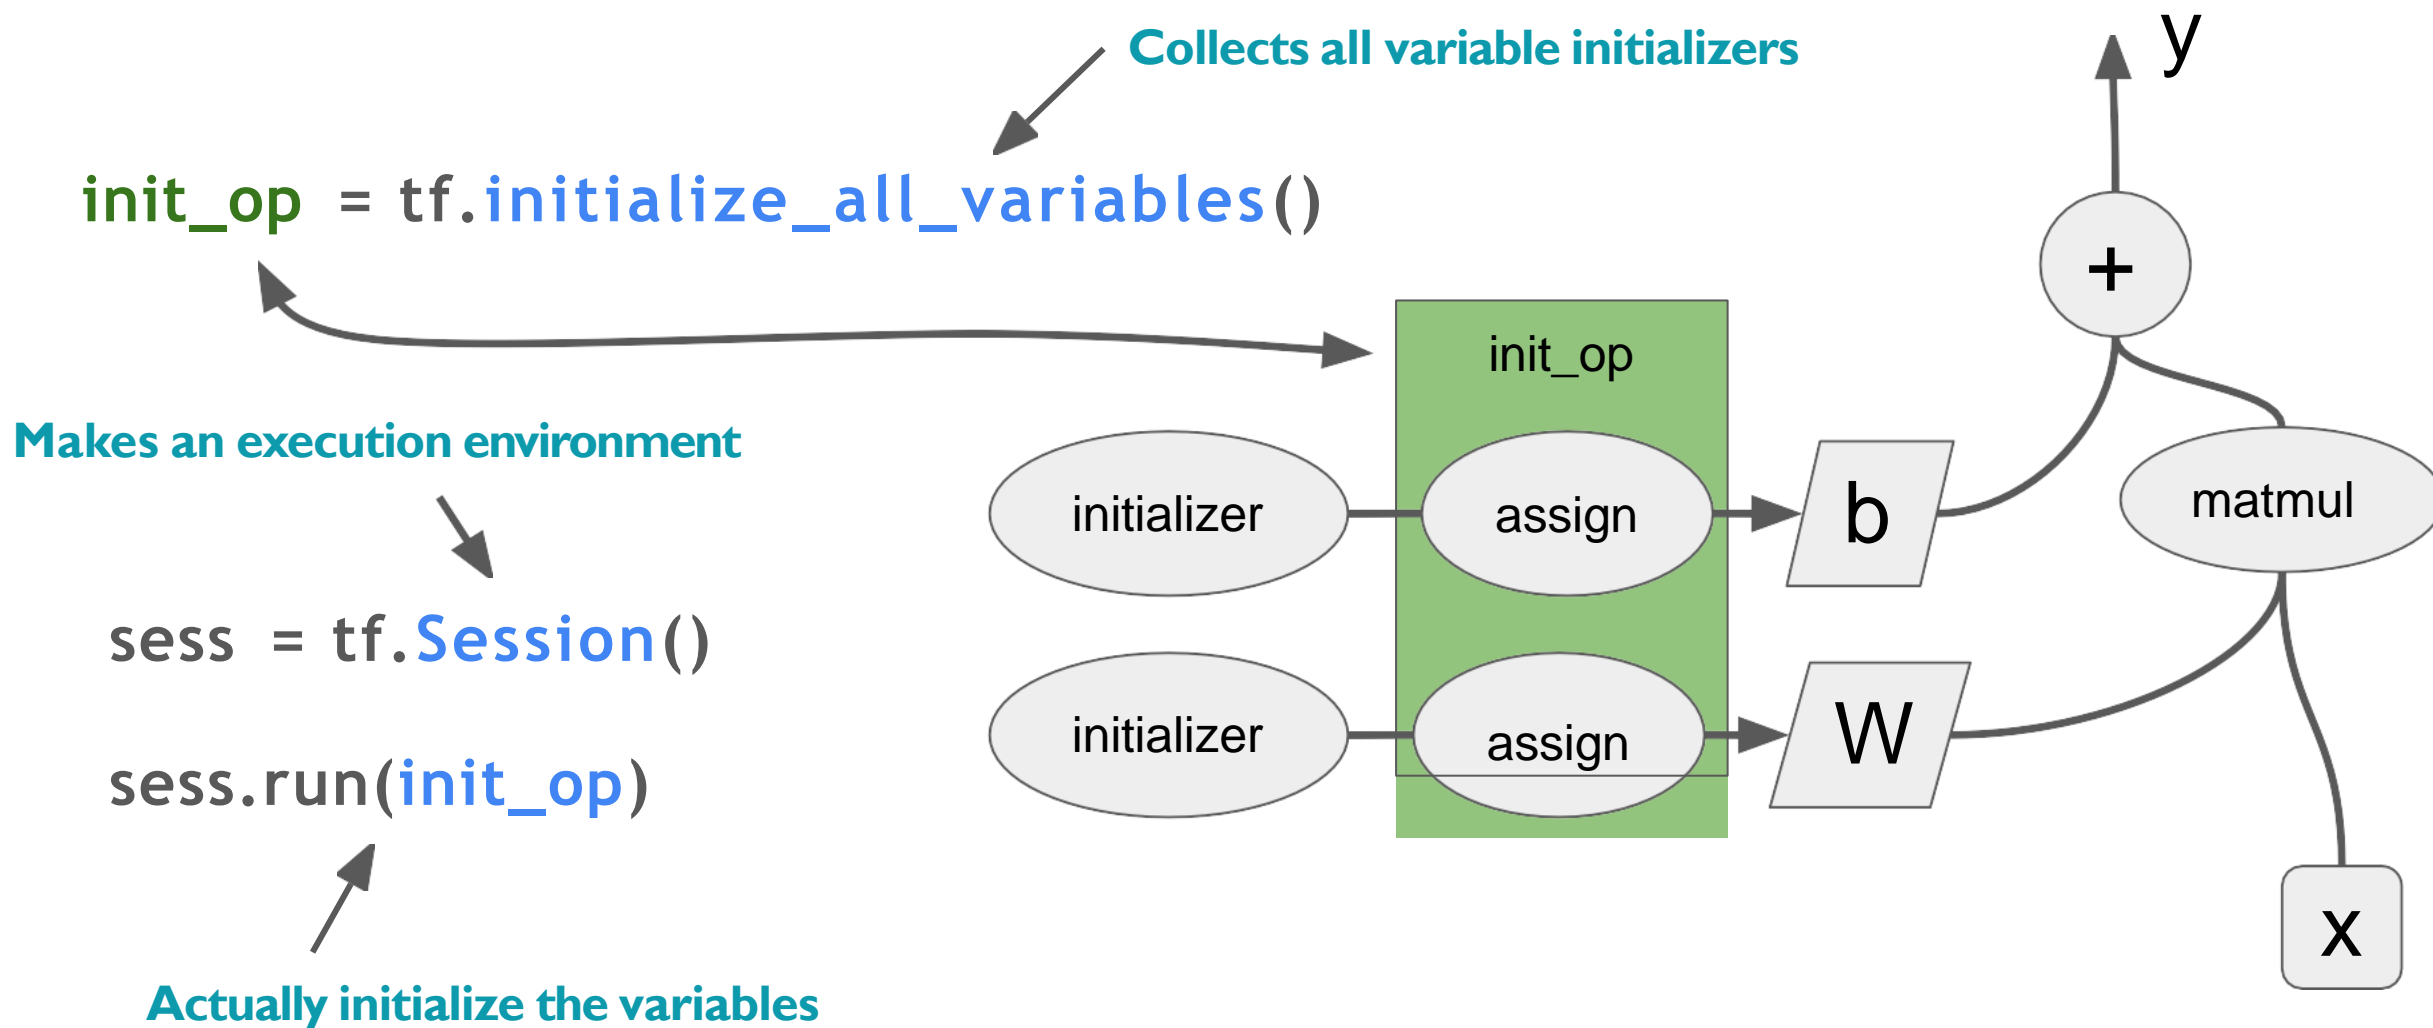 Collects all variable initializers
init_op = tf.initialize_all_variables()
Makes an execution environment
sess = tf.Session()
sess.run(init_op)
Actually initialize the variables
y
+
init_op
initializer
assign
b
matmul
initializer
assign
W
x